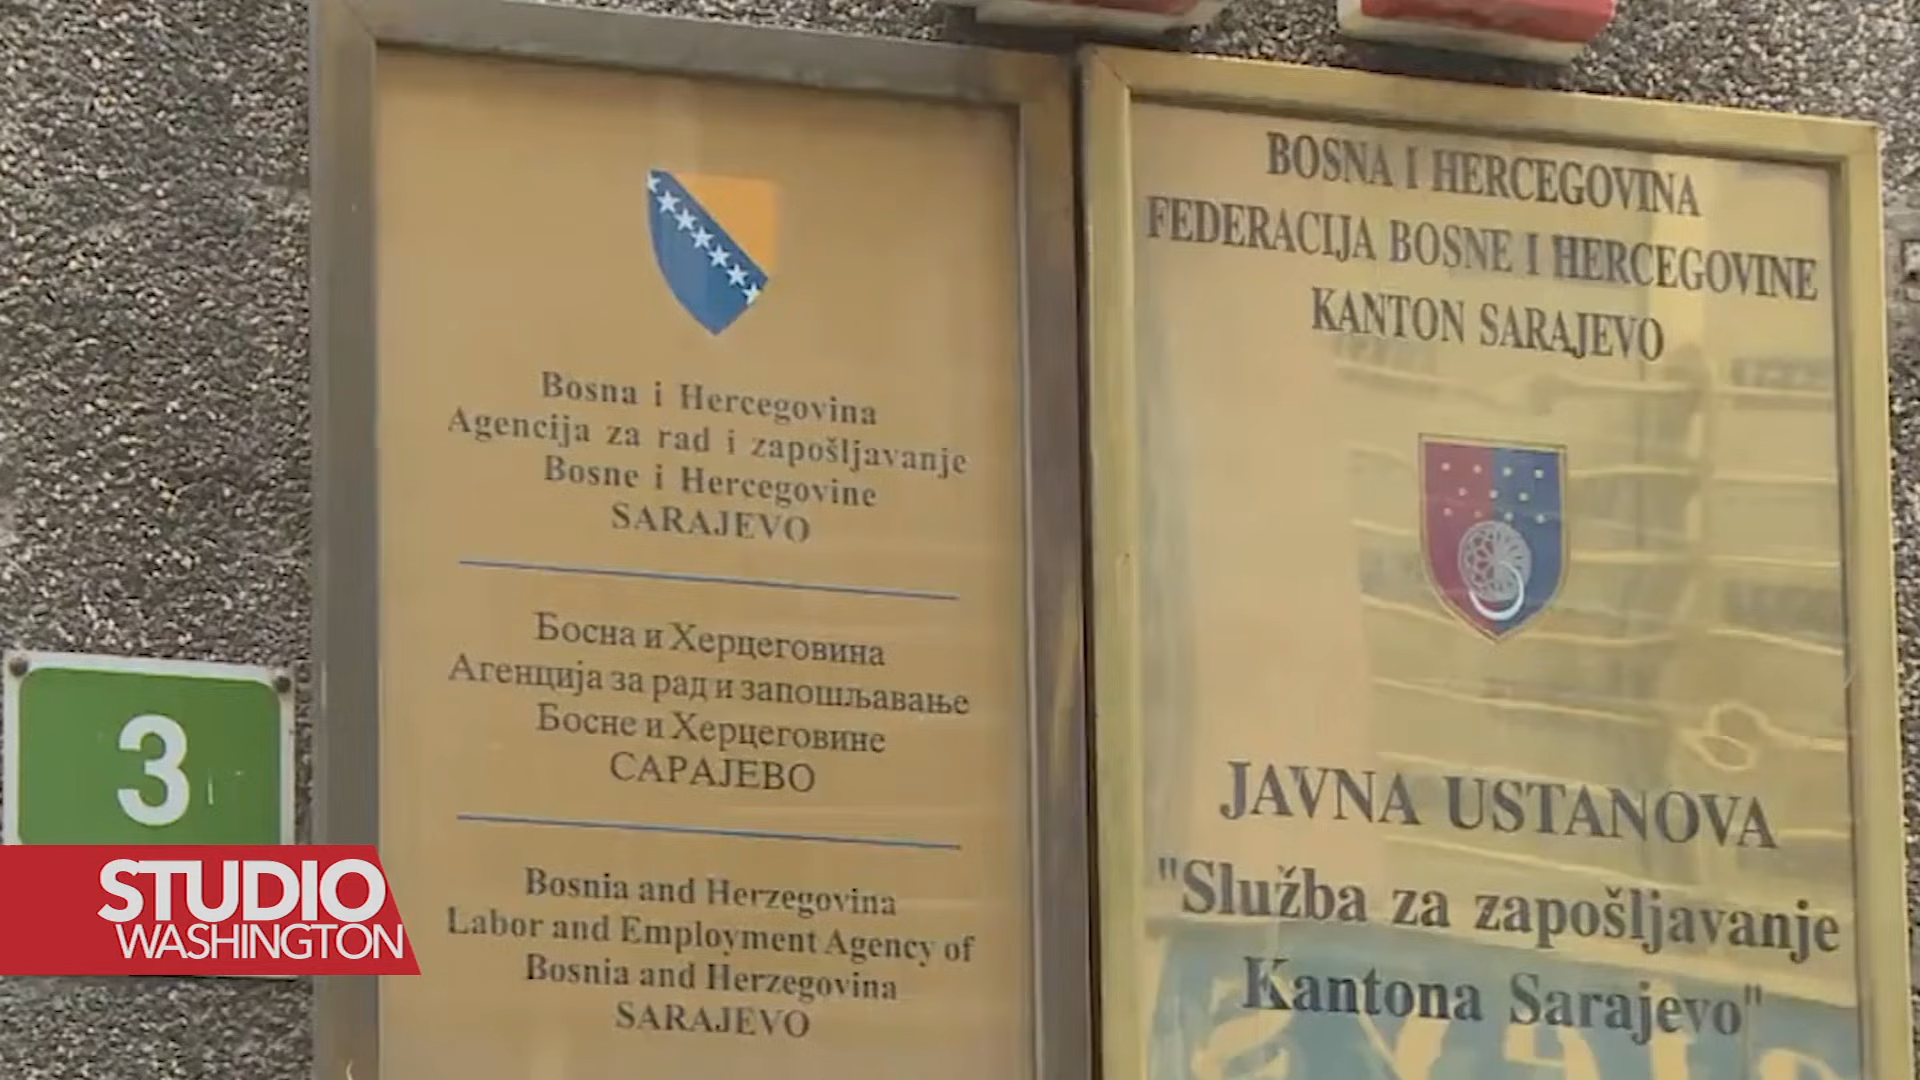 Bosna i Hercegovina
Agencija za rad i zapošljavanje
Bosne i Hercegovine
SARAJEVO
Босна и Херцеговина
Агенција за рад и запошљавање
Босне и Херцеговине
САРАЈЕВО
Bosnia and Herzegovina
Labor and Employment Agency of
Bosnia and Herzegovina
SARAJEVO
BOSNA I HERCEGOVINA
FEDERACIJA BOSNE I HERCEGOVINE
KANTON SARAJEVO
JAVNA USTANOVA
"Služba za zapošljavanje
Kantona Sarajevo"
3
STUDIO
WASHINGTON